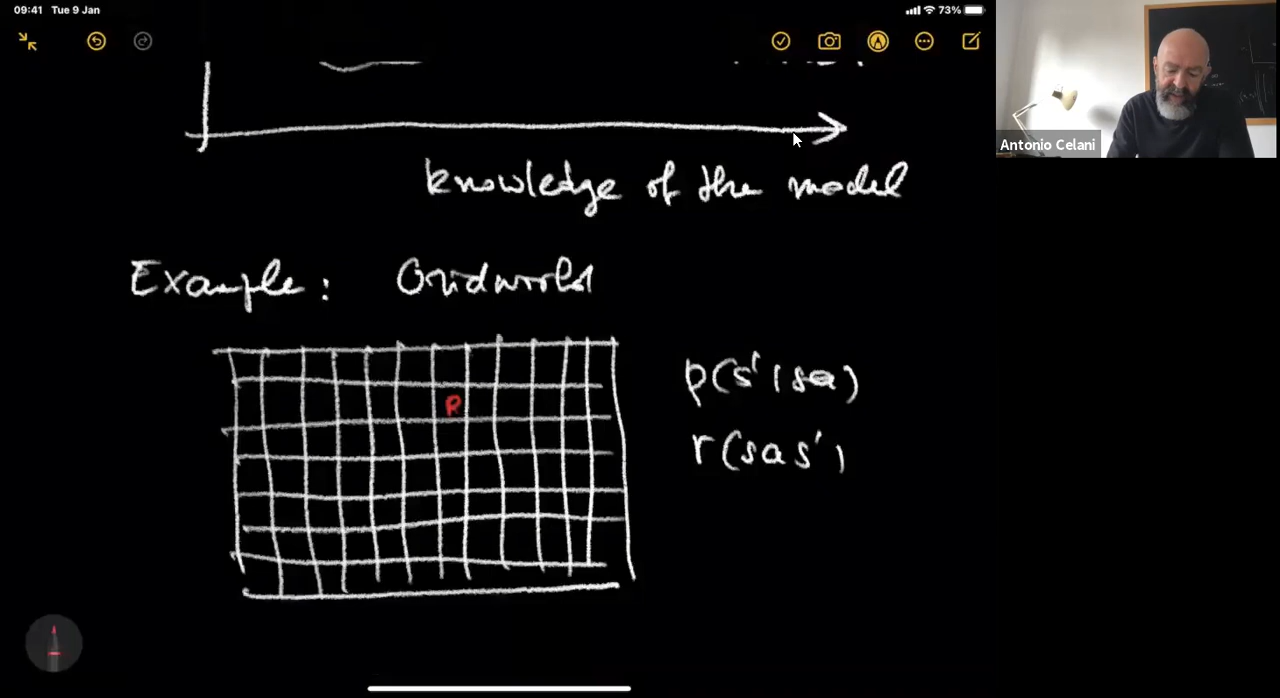 09:41 Tue 9 Jan 73%
Antonio Celani
knowledge of the model
Example: Gridworld
R
p(s'|sa)
r(sas')